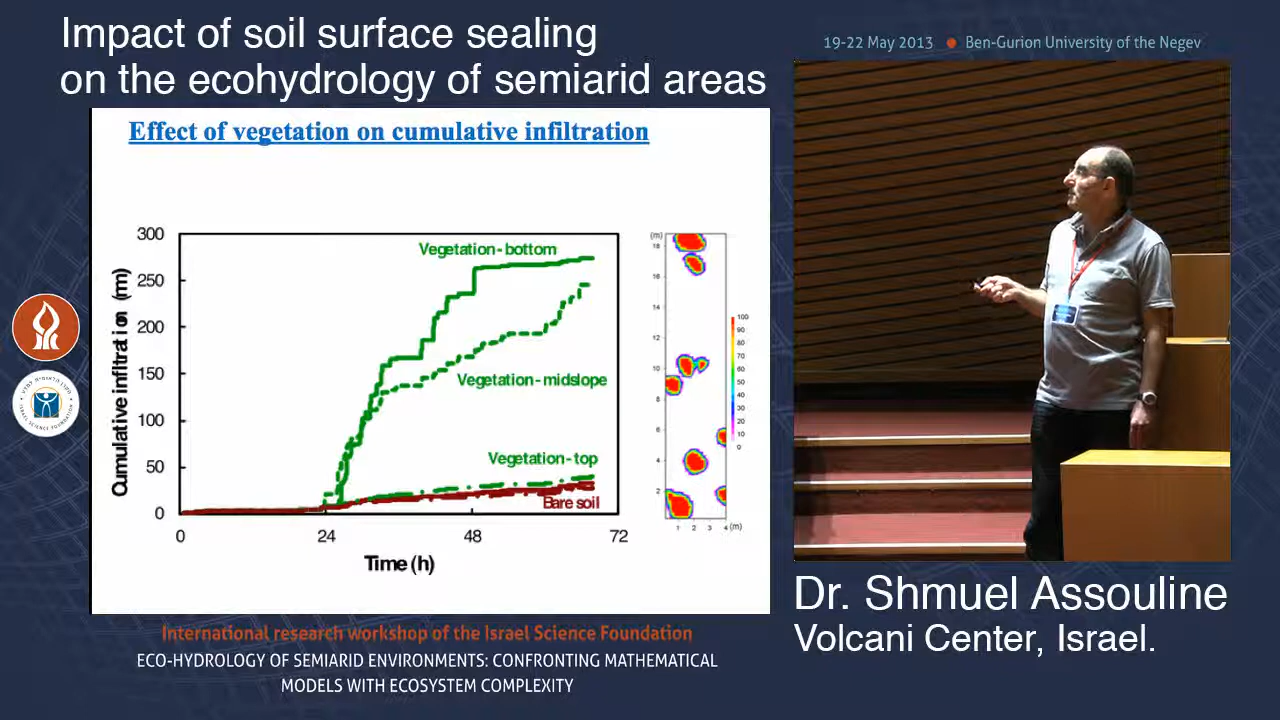 Impact of soil surface sealing
on the ecohydrology of semiarid areas
19-22 May 2013 ● Ben-Gurion University of the Negev
Effect of vegetation on cumulative infiltration
300
250
200
150
100
50
0
Cumulative infiltration (mm)
0
24
48
72
Time (h)
Vegetation-bottom
Vegetation-midslope
Vegetation-top
Bare soil
(m)
18
16
14
12
10
8
6
4
2
1 2 3 4 (m)
100
90
80
70
60
50
40
30
20
10
0
Dr. Shmuel Assouline
Volcani Center, Israel.
International research workshop of the Israel Science Foundation
ECO-HYDROLOGY OF SEMIARID ENVIRONMENTS: CONFRONTING MATHEMATICAL
MODELS WITH ECOSYSTEM COMPLEXITY